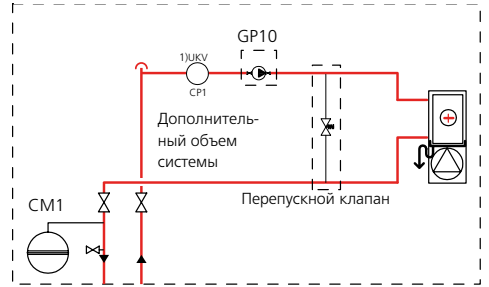 GP10
1)UKV
CP1
Дополнитель-
ный объем
системы
Перепускной клапан
CM1